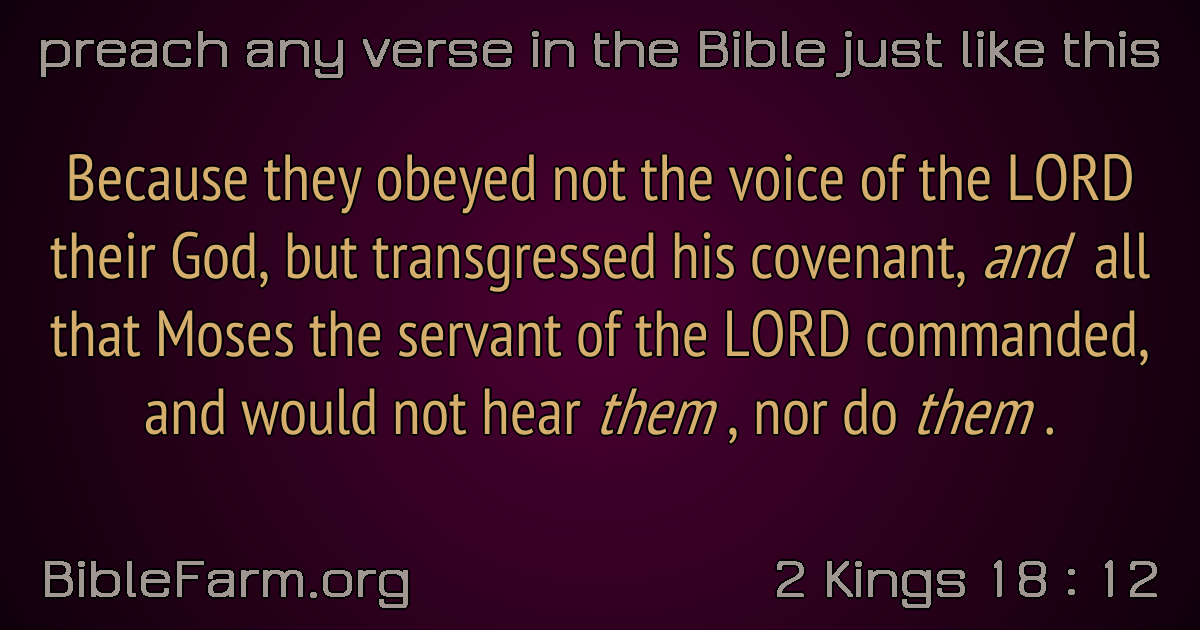 preach any verse in the Bible just like this
Because they obeyed not the voice of the LORD
their God, but transgressed his covenant, and all
that Moses the servant of the LORD commanded,
and would not hear them , nor do them .
BibleFarm.org
2 Kings 18 : 12